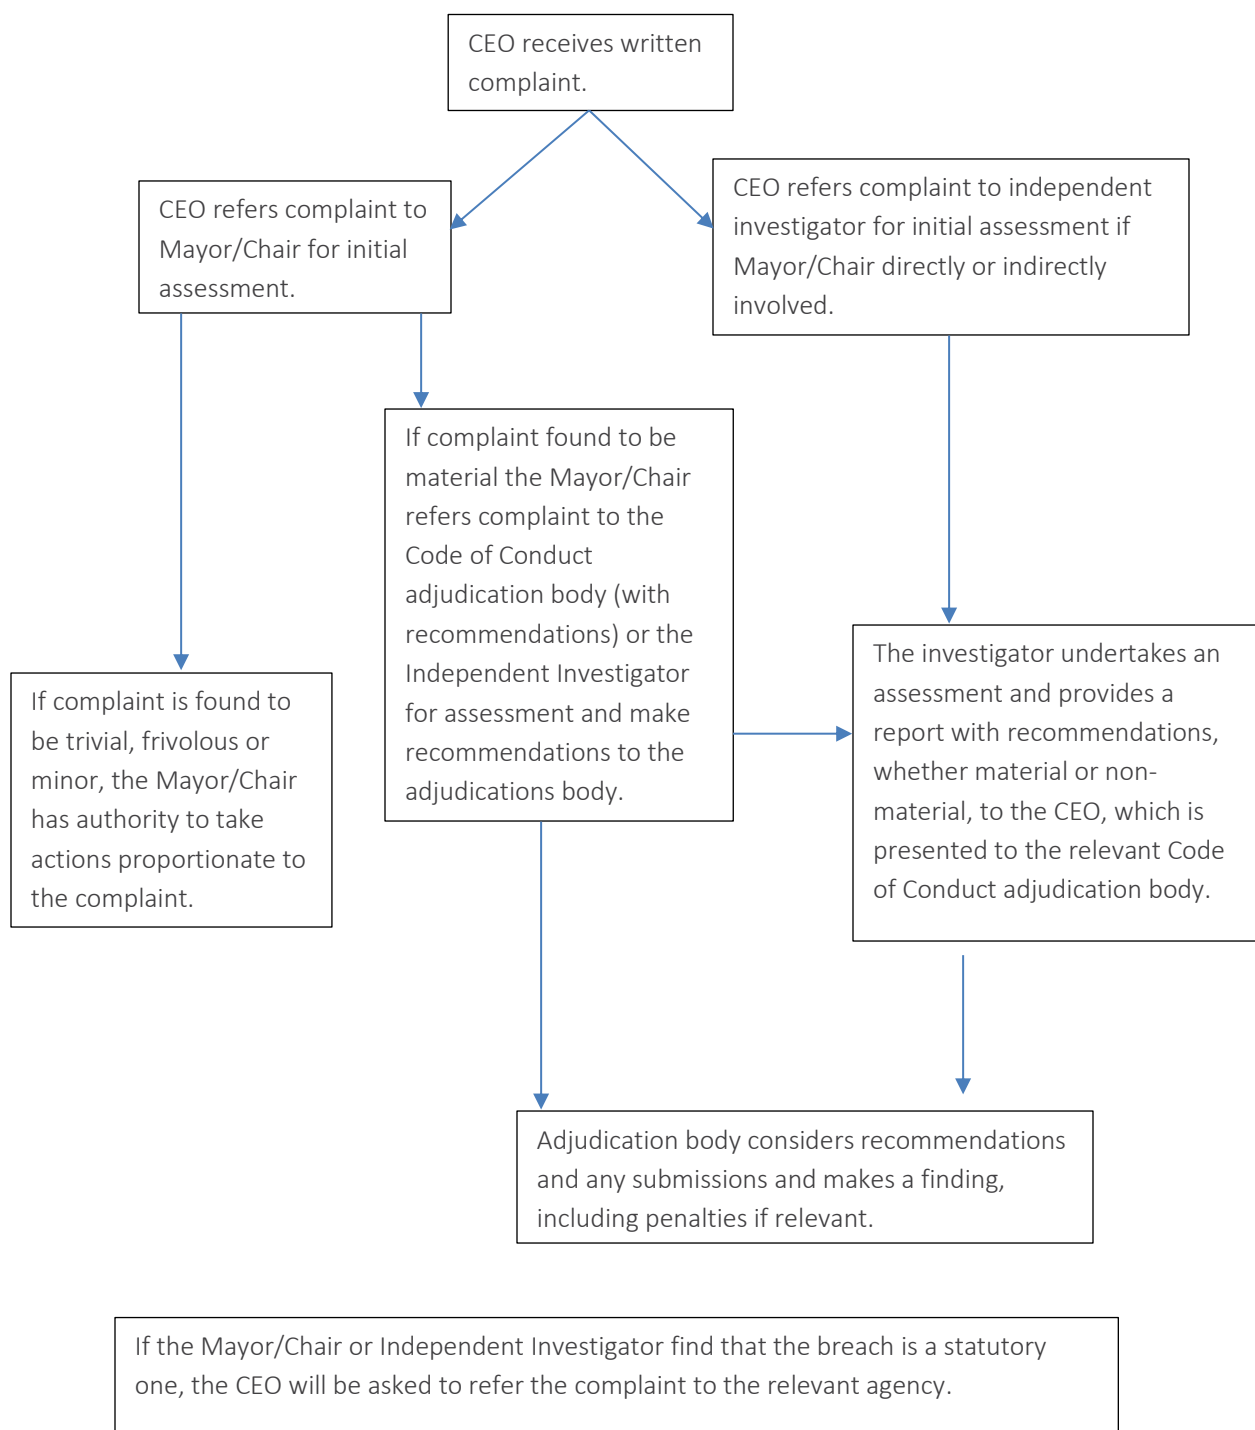 CEO receives written
complaint.
CEO refers complaint to
Mayor/Chair for initial
assessment.
CEO refers complaint to independent
investigator for initial assessment if
Mayor/Chair directly or indirectly
involved.
If complaint found to be
material the Mayor/Chair
refers complaint to the
Code of Conduct
adjudication body (with
recommendations) or the
Independent Investigator
for assessment and make
recommendations to the
adjudications body.
If complaint is found to
be trivial, frivolous or
minor, the Mayor/Chair
has authority to take
actions proportionate to
the complaint.
The investigator undertakes an
assessment and provides a
report with recommendations,
whether material or non-
material, to the CEO, which is
presented to the relevant Code
of Conduct adjudication body.
Adjudication body considers recommendations
and any submissions and makes a finding,
including penalties if relevant.
If the Mayor/Chair or Independent Investigator find that the breach is a statutory
one, the CEO will be asked to refer the complaint to the relevant agency.